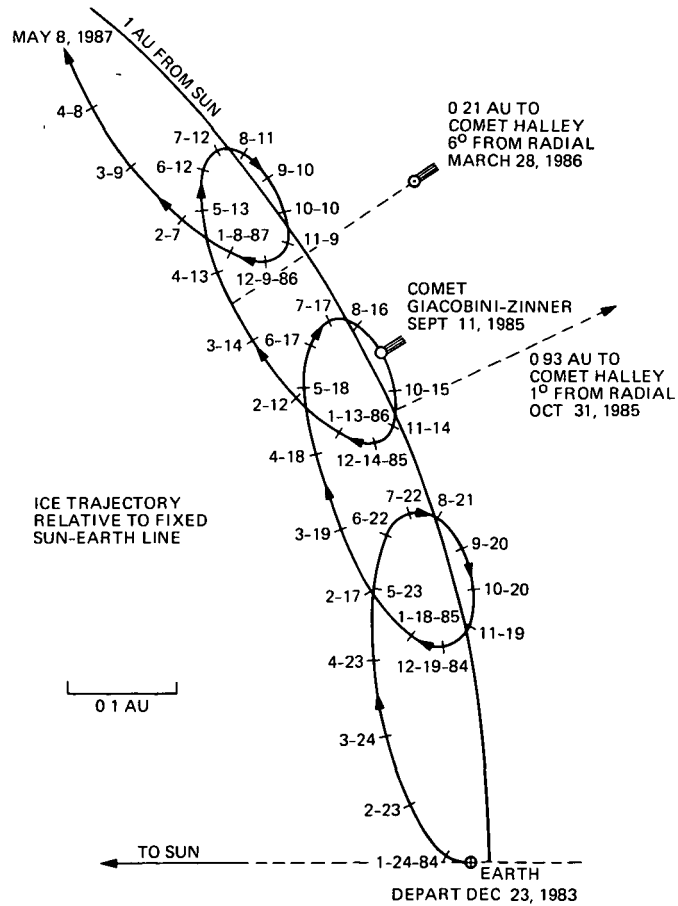 MAY 8, 1987
1 AU FROM SUN
4-8
3-9
2-7
7-12
8-11
6-12
9-10
5-13
10-10
1-8-87
11-9
4-13
12-9-86
0 21 AU TO
COMET HALLEY
6° FROM RADIAL
MARCH 28, 1986
COMET
GIACOBINI-ZINNER
SEPT 11, 1985
7-17
8-16
3-14
6-17
0 93 AU TO
COMET HALLEY
1° FROM RADIAL
OCT 31, 1985
5-18
10-15
2-12
1-13-86
11-14
4-18
12-14-85
ICE TRAJECTORY
RELATIVE TO FIXED
SUN-EARTH LINE
7-22
8-21
3-19
6-22
9-20
2-17
5-23
10-20
1-18-85
11-19
4-23
12-19-84
0 1 AU
3-24
2-23
TO SUN
1-24-84
EARTH
DEPART DEC 23, 1983